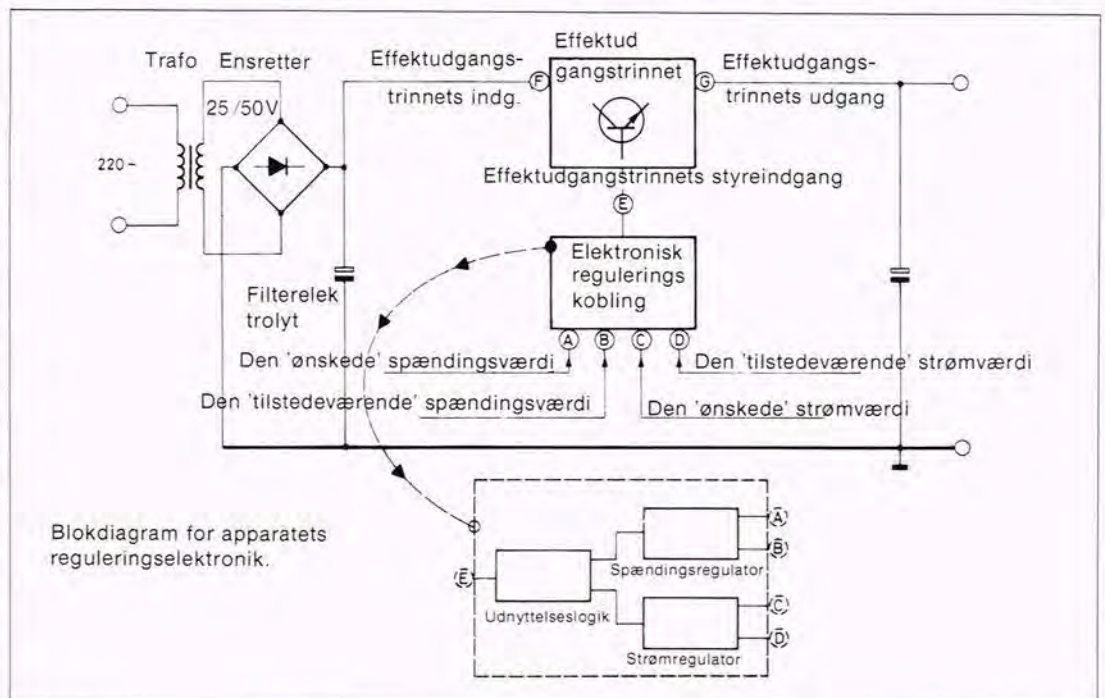 Trafo Ensretter
25/50V
220~
Effektudgangs-
trinnets indg.
F
Effektud
gangstrinnet
G
Effektudgangs-
trinnets udgang
Effektudgangstrinnets styreindgang
E
Elektronisk
regulerings
kobling
Filterelek
trolyt
A B C D
Den 'ønskede' spændingsværdi
Den 'tilstedeværende' strømværdi
Den 'tilstedeværende' spændingsværdi
Den 'ønskede' strømværdi
Blokdiagram for apparatets
reguleringselektronik.
A
B
Spændingsregulator
E
Udnyttelseslogik
C
D
Strømregulator